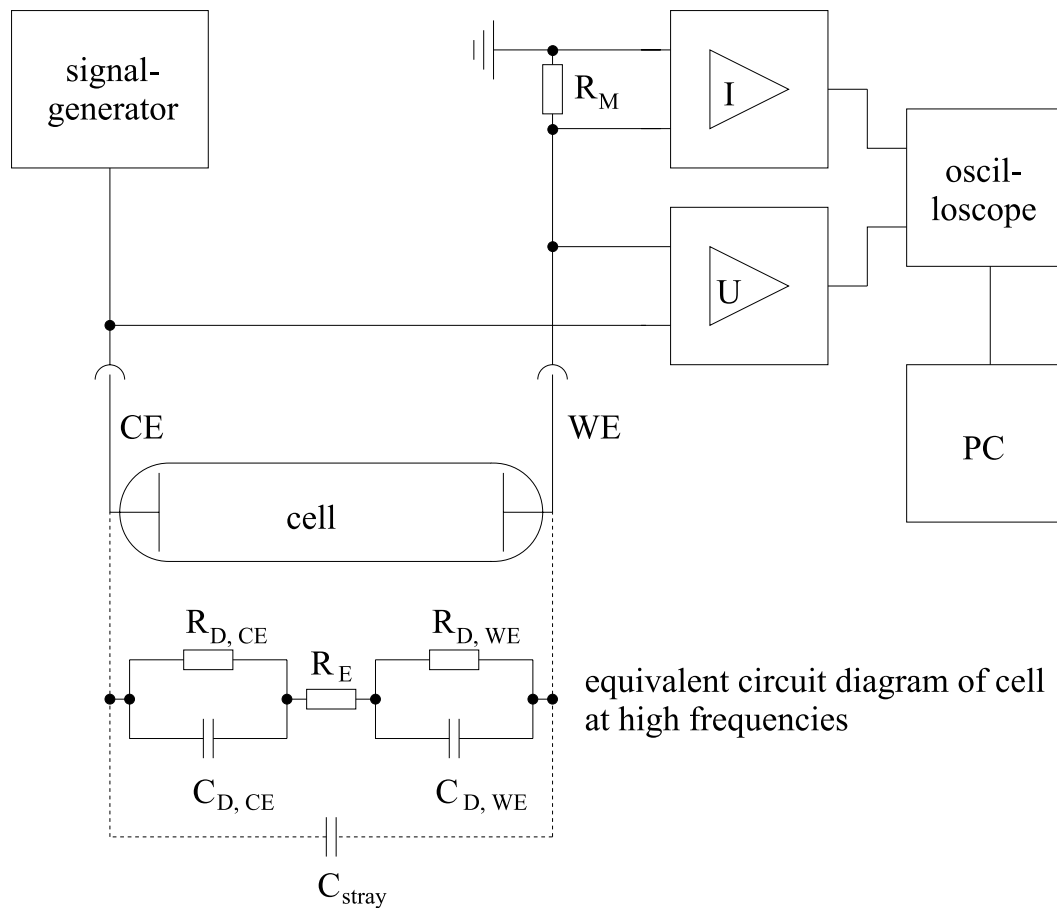 signal-
generator
R_M
I
oscil-
loscope
U
CE
WE
PC
cell
R_D, CE
R_E
R_D, WE
equivalent circuit diagram of cell
at high frequencies
C_D, CE
C_D, WE
C_stray